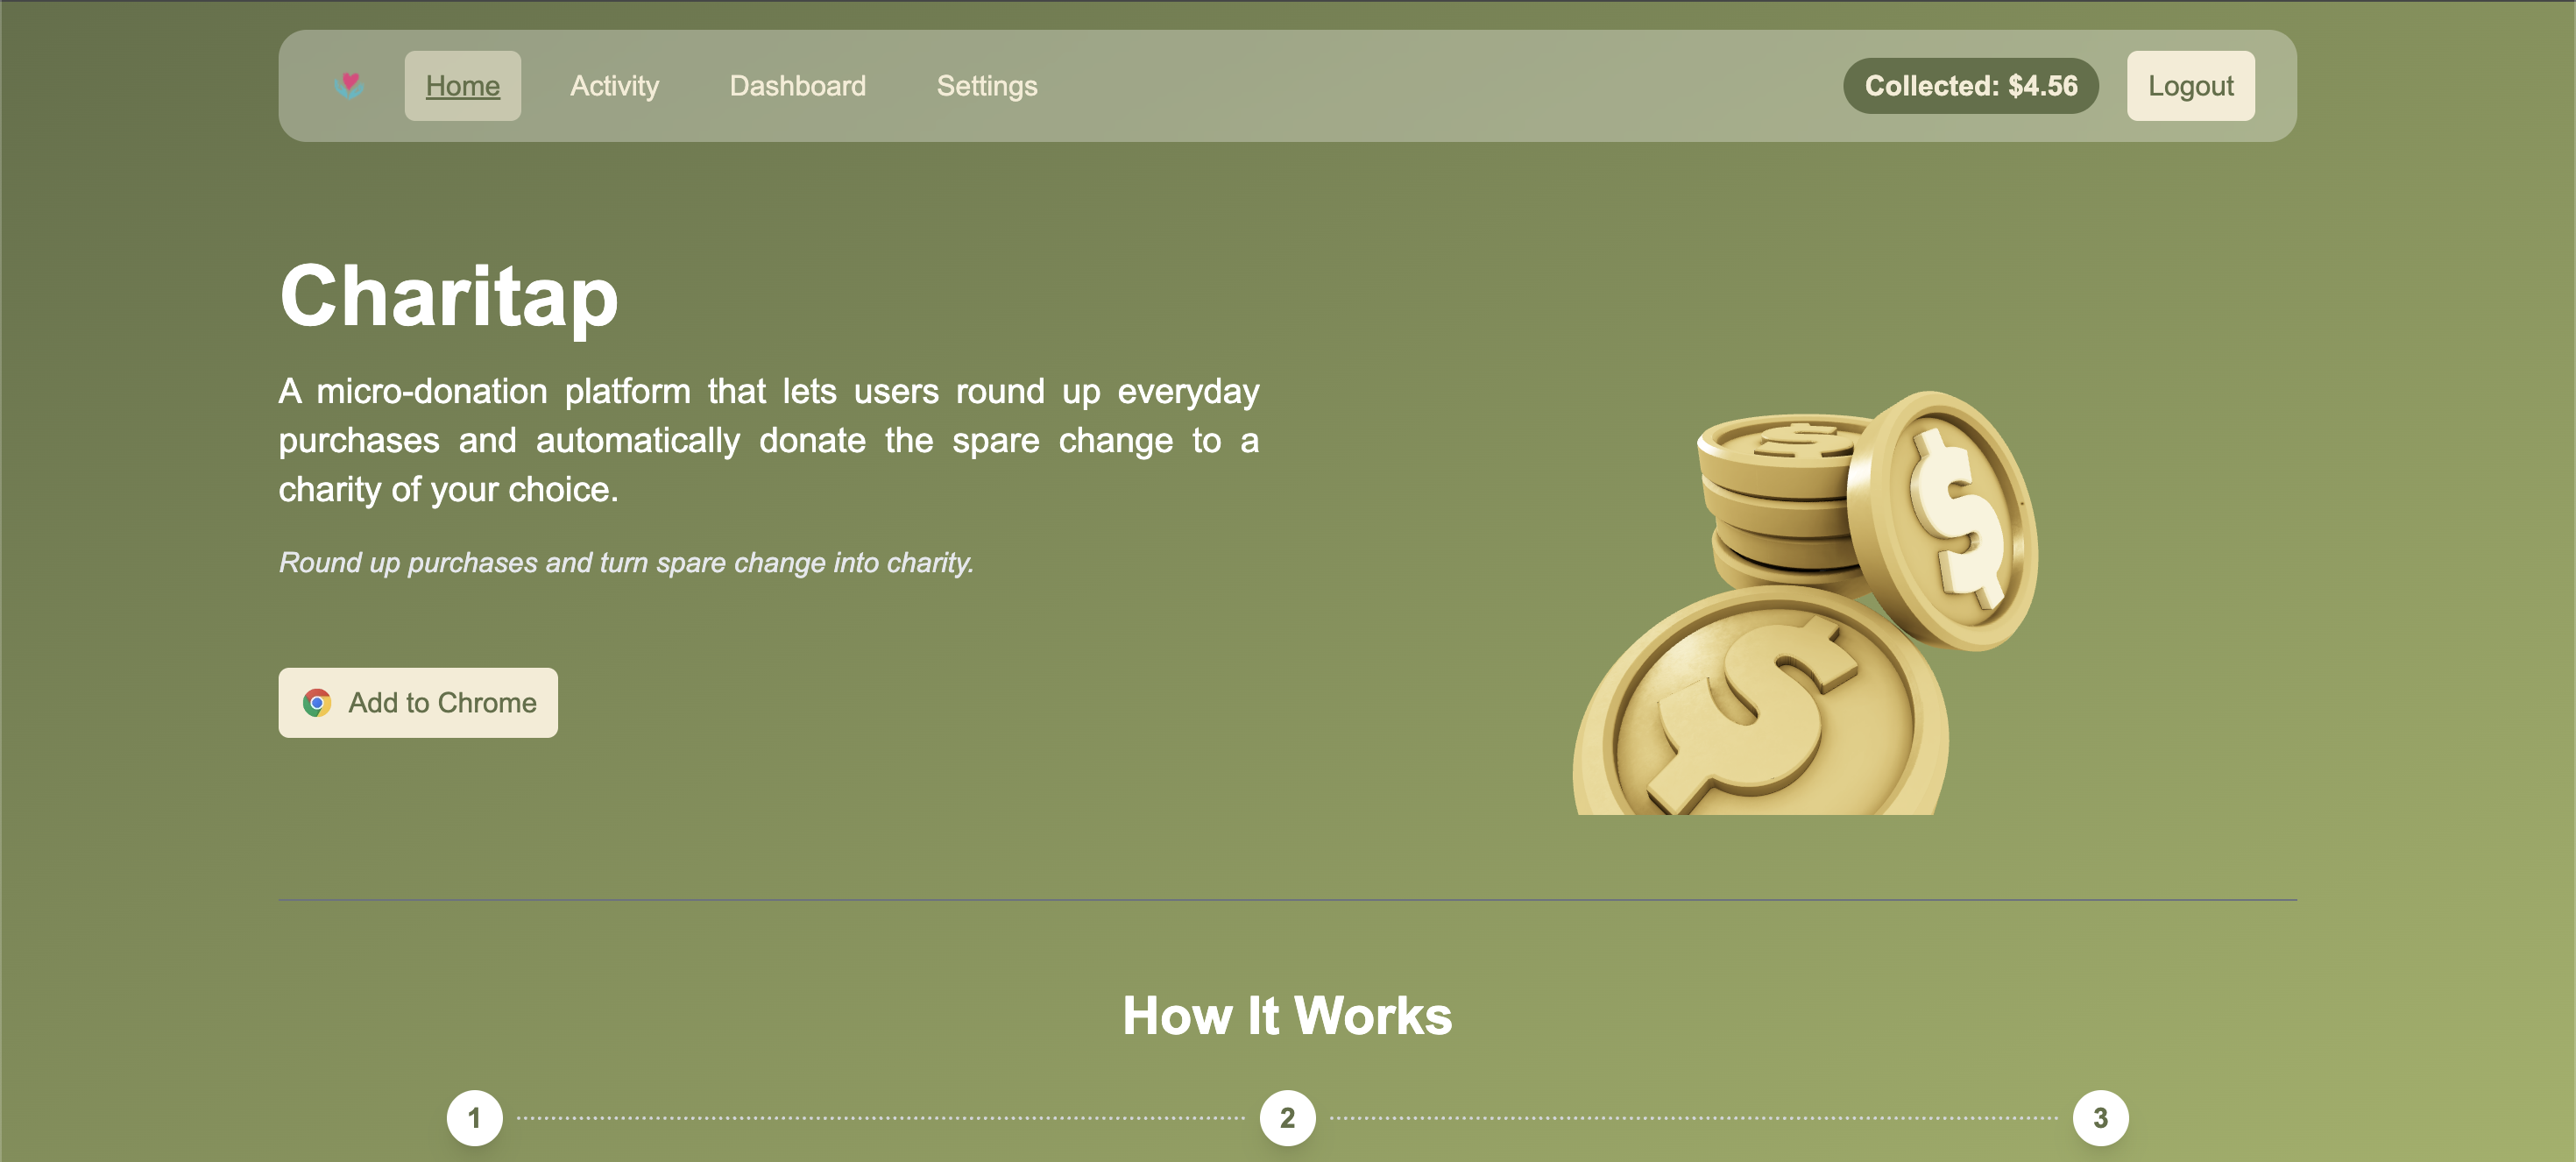 Home
Activity
Dashboard
Settings
Collected: $4.56
Logout
Charitap
A micro-donation platform that lets users round up everyday
purchases and automatically donate the spare change to a
charity of your choice.
Round up purchases and turn spare change into charity.
Add to Chrome
How It Works
1
2
3